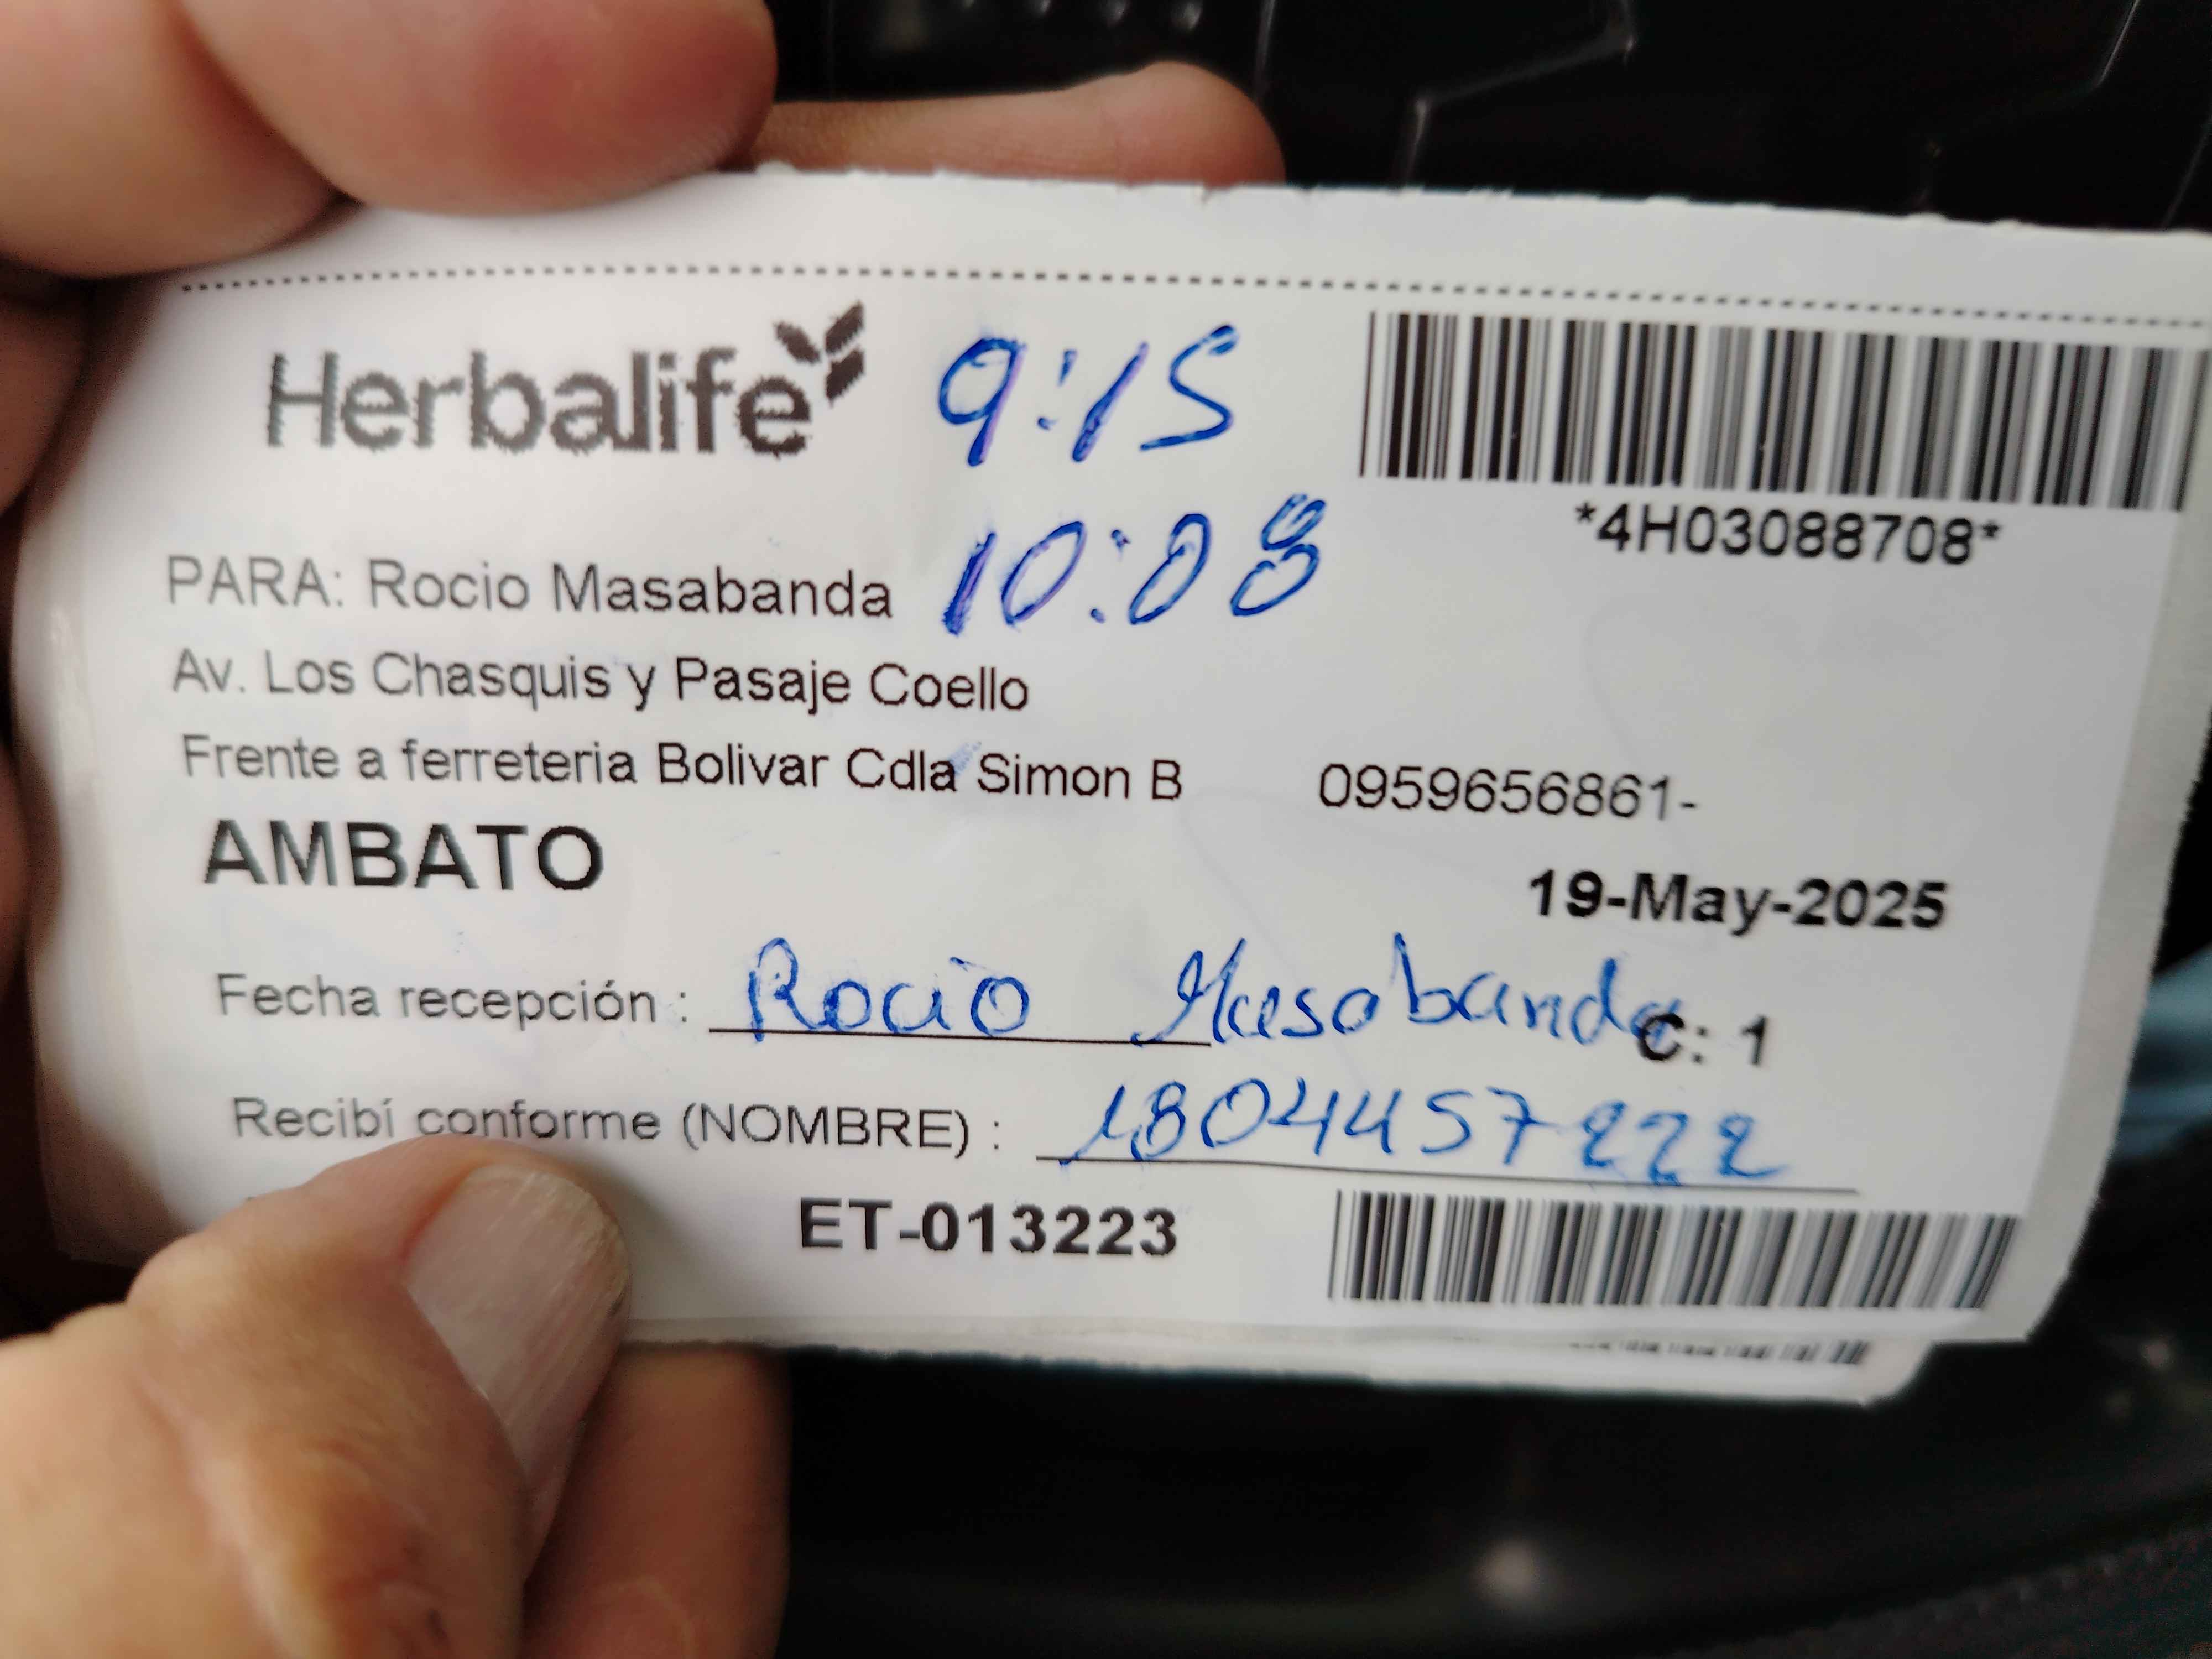 Herbalife 9:15
*4H03088708*
PARA: Rocio Masabanda 10:08
Av. Los Chasquis y Pasaje Coello
Frente a ferreteria Bolivar Cdla Simon B 0959656861-
AMBATO
19-May-2025
Fecha recepción : Rocio Masabanda C: 1
Recibí conforme (NOMBRE) : 1804457222
ET-013223